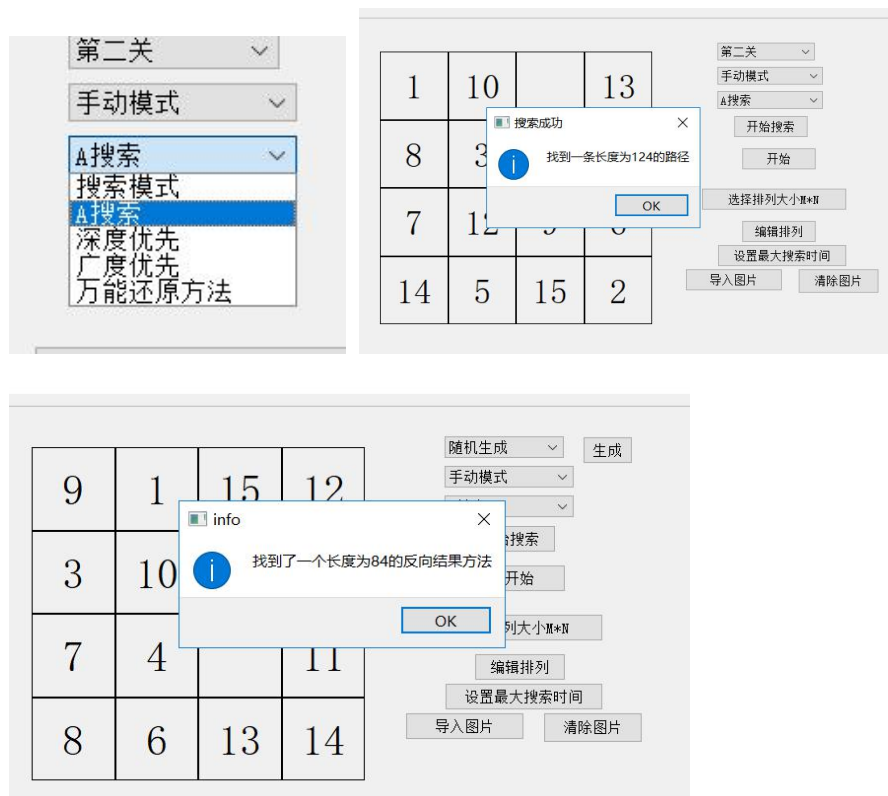 第二关
手动模式
A搜索
搜索模式
A搜索
深度优先
广度优先
万能还原方法
1 10 13
8 3
7 12
14 5 15 2
搜索成功
找到一条长度为124的路径
OK
第二关
手动模式
A搜索
开始搜索
开始
选择排列大小M*N
编辑排列
设置最大搜索时间
导入图片 清除图片
9 1 15 12
3 10
7 4 11
8 6 13 14
info
找到了一个长度为84的反向结果方法
OK
随机生成 生成
手动模式
搜索
开始
列大小M*N
编辑排列
设置最大搜索时间
导入图片 清除图片